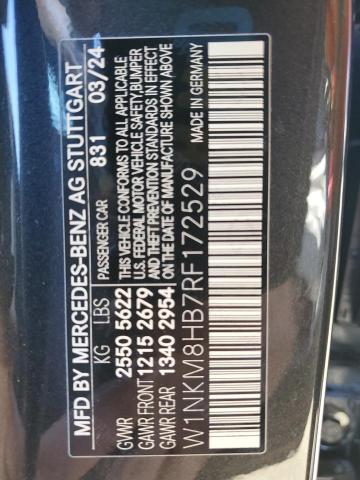 MFD BY MERCEDES-BENZ AG STUTTGART
831 03/24
PASSENGER CAR
KG LBS
GVWR 2550 5622
GAWR FRONT 1215 2679
GAWR REAR 1340 2954
THIS VEHICLE CONFORMS TO ALL APPLICABLE
U.S. FEDERAL MOTOR VEHICLE SAFETY,BUMPER
AND THEFT PREVENTION STANDARDS IN EFFECT
ON THE DATE OF MANUFACTURE SHOWN ABOVE
W1NKM8HB7RF172529
MADE IN GERMANY